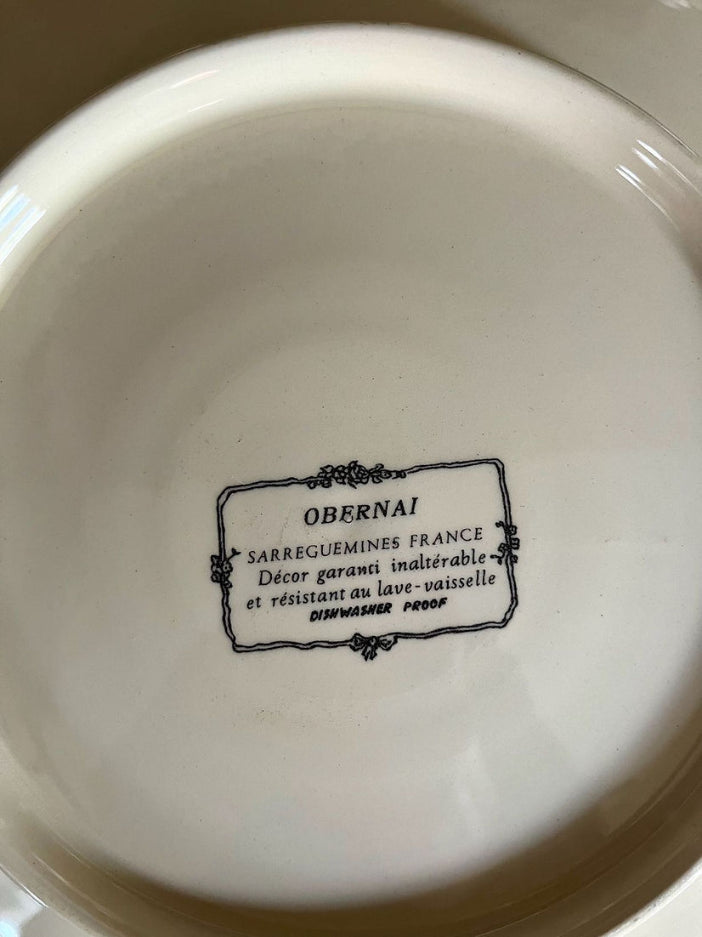 OBERNAI
SARREGUEMINES FRANCE
Décor garanti inaltérable
et résistant au lave-vaisselle
DISHWASHER PROOF